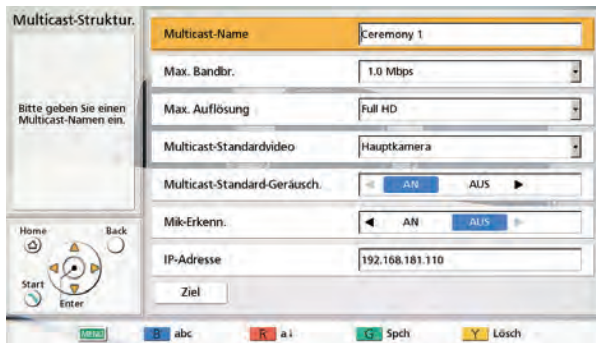 Multicast-Struktur.
Bitte geben Sie einen
Multicast-Namen ein.
Multicast-Name
Ceremony 1
Max. Bandbr.
1.0 Mbps
Max. Auflösung
Full HD
Multicast-Standardvideo
Hauptkamera
Multicast-Standard-Geräusch.
AN AUS
Mik-Erkenn.
AN AUS
IP-Adresse
192.168.181.110
Ziel
Home Back
Start
Enter
MENU B abc R a↓ G Spch Y Lösch